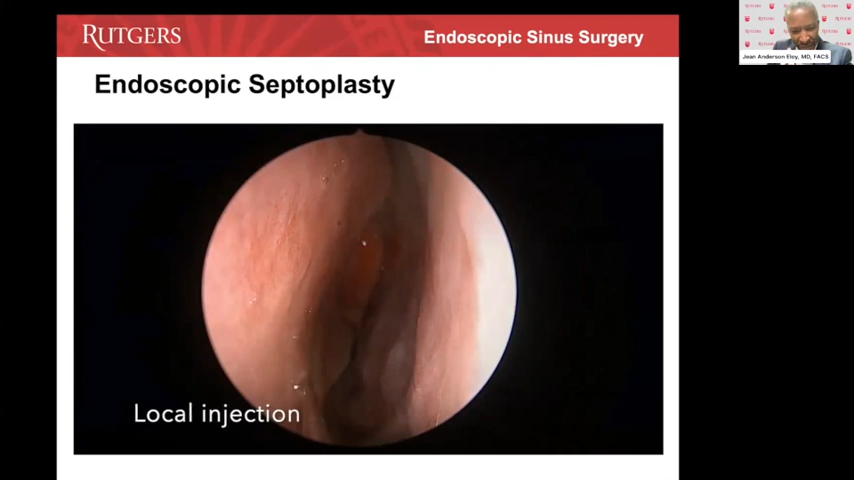 RUTGERS
Endoscopic Sinus Surgery
Endoscopic Septoplasty
Local injection
Jean Anderson Eloy, MD, FACS